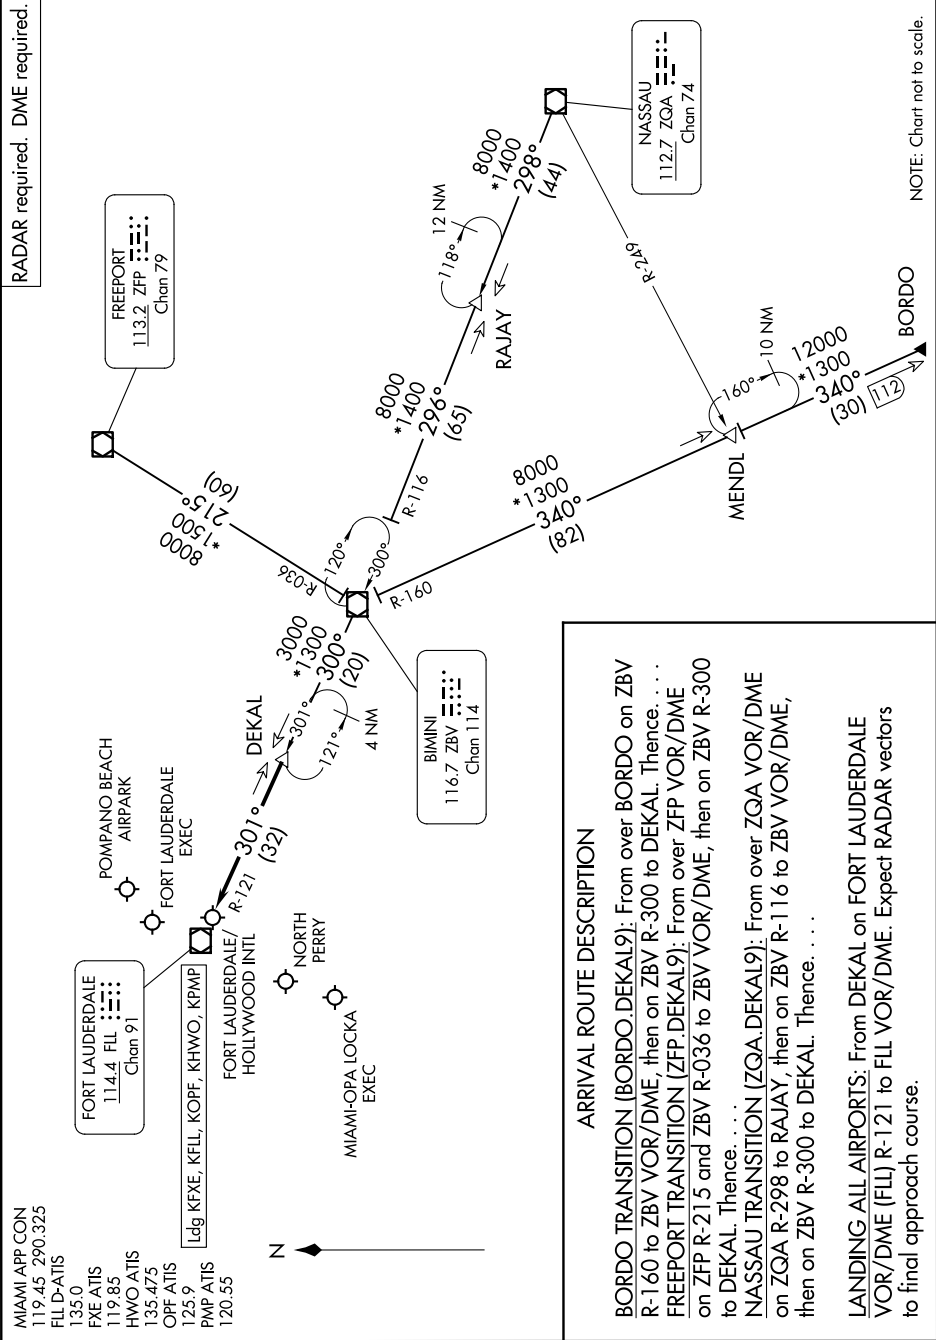 RADAR required. DME required.
MIAMI APP CON
119.45 290.325
FLL D-ATIS
135.0
FXE ATIS
119.85
HWO ATIS
135.475
OPF ATIS
125.9
PMP ATIS
120.55
FORT LAUDERDALE
114.4 FLL
Chan 91
Ldg KFXE, KFLL, KOPF, KHWO, KPMP
POMPANO BEACH
AIRPARK
FORT LAUDERDALE
EXEC
FORT LAUDERDALE/
HOLLYWOOD INTL
NORTH
PERRY
MIAMI-OPA LOCKA
EXEC
N
R-121
301°
(32)
DEKAL
301°
121°
4 NM
3000
*1300
300°
(20)
BIMINI
116.7 ZBV
Chan 114
FREEPORT
113.2 ZFP
Chan 79
8000
*1500
215°
(60)
R-036
120°
300°
R-116
R-160
8000
*1400
296°
(65)
RAJAY
118°
12 NM
8000
*1400
298°
(44)
NASSAU
112.7 ZQA
Chan 74
R-249
8000
*1300
340°
(82)
MENDL
160°
10 NM
12000
*1300
340°
(30)
112
BORDO
NOTE: Chart not to scale.
ARRIVAL ROUTE DESCRIPTION
BORDO TRANSITION (BORDO.DEKAL9): From over BORDO on ZBV
R-160 to ZBV VOR/DME, then on ZBV R-300 to DEKAL. Thence. . . .
FREEPORT TRANSITION (ZFP.DEKAL9): From over ZFP VOR/DME
on ZFP R-215 and ZBV R-036 to ZBV VOR/DME, then on ZBV R-300
to DEKAL. Thence. . . .
NASSAU TRANSITION (ZQA.DEKAL9): From over ZQA VOR/DME
on ZQA R-298 to RAJAY, then on ZBV R-116 to ZBV VOR/DME,
then on ZBV R-300 to DEKAL. Thence. . . .
LANDING ALL AIRPORTS: From DEKAL on FORT LAUDERDALE
VOR/DME (FLL) R-121 to FLL VOR/DME. Expect RADAR vectors
to final approach course.